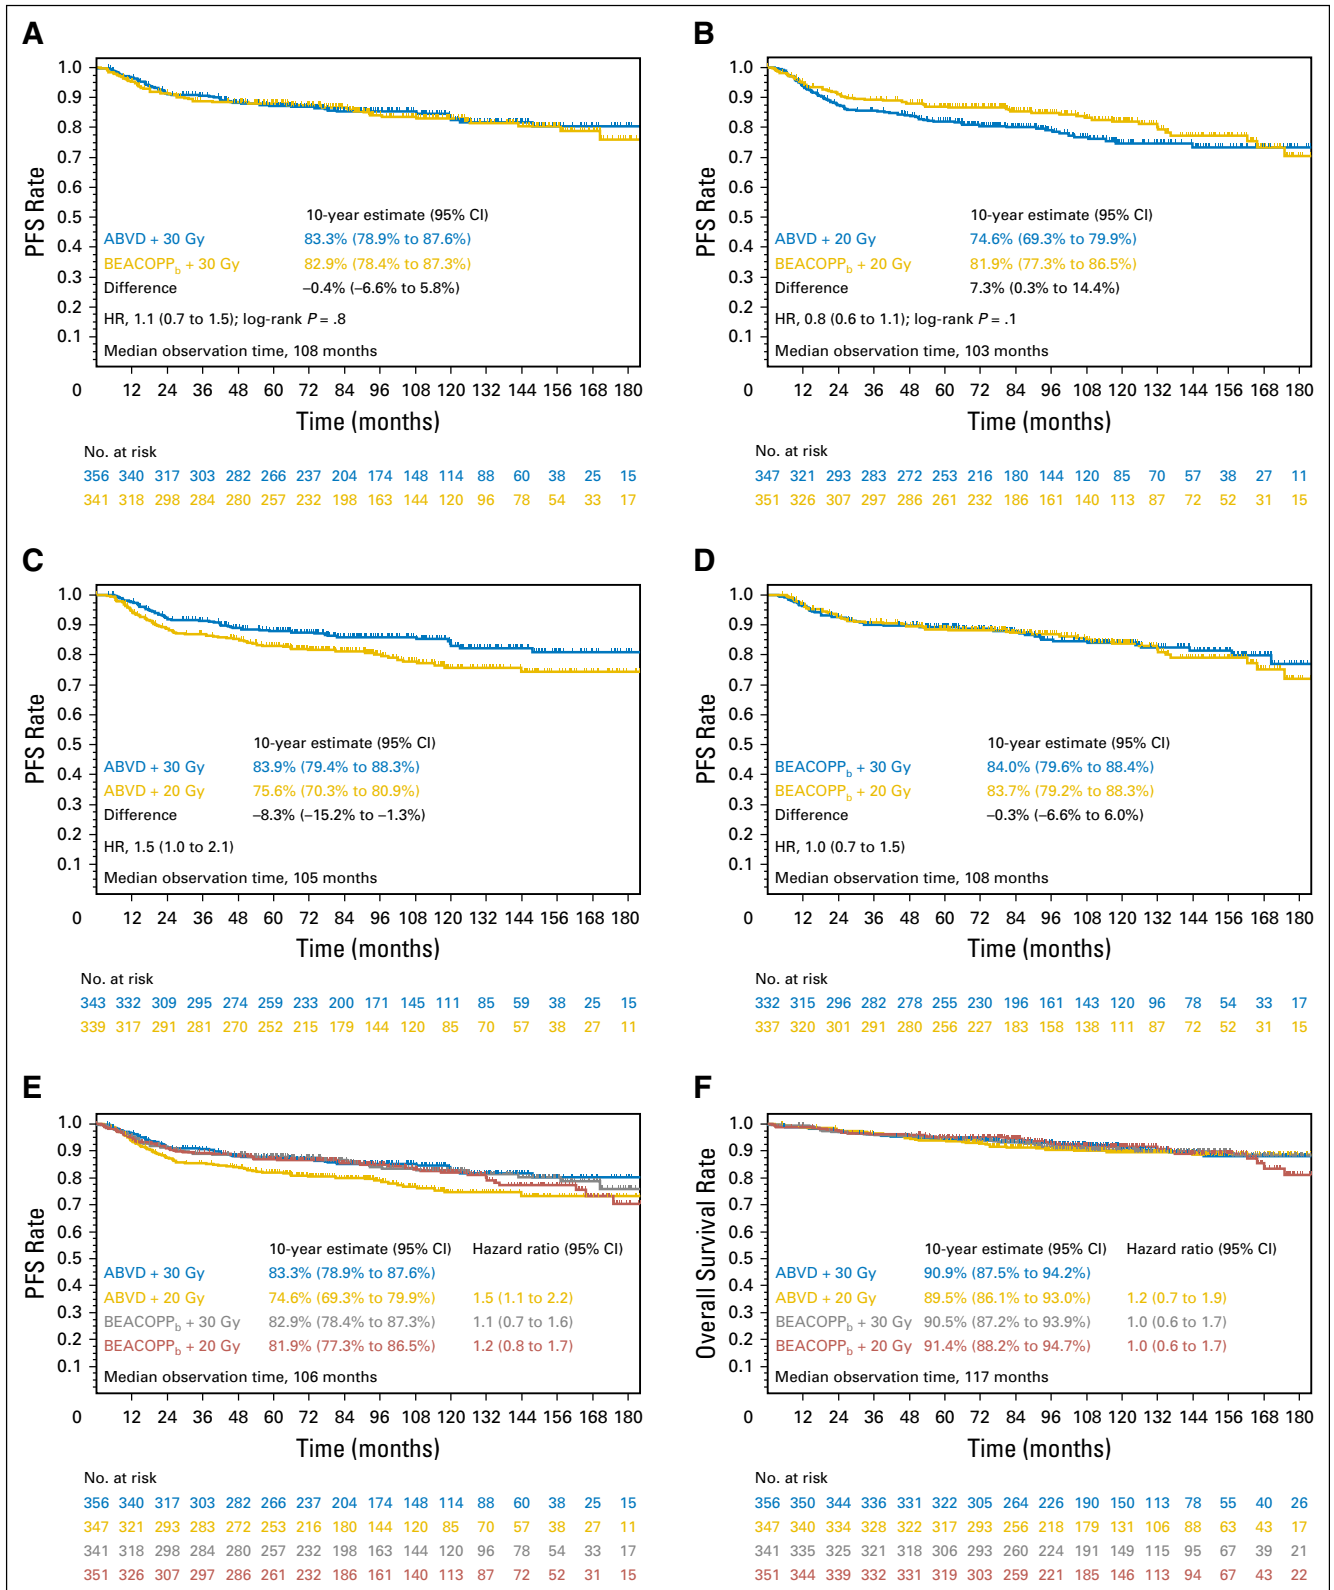 A
1.0
0.9
0.8
0.7
0.6
0.5
0.4
0.3
0.2
0.1
PFS Rate
10-year estimate (95% CI)
ABVD + 30 Gy 83.3% (78.9% to 87.6%)
BEACOPPb + 30 Gy 82.9% (78.4% to 87.3%)
Difference –0.4% (–6.6% to 5.8%)
HR, 1.1 (0.7 to 1.5); log-rank P = .8
Median observation time, 108 months
0 12 24 36 48 60 72 84 96 108 120 132 144 156 168 180
Time (months)
No. at risk
356 340 317 303 282 266 237 204 174 148 114 88 60 38 25 15
341 318 298 284 280 257 232 198 163 144 120 96 78 54 33 17
B
1.0
0.9
0.8
0.7
0.6
0.5
0.4
0.3
0.2
0.1
PFS Rate
10-year estimate (95% CI)
ABVD + 20 Gy 74.6% (69.3% to 79.9%)
BEACOPPb + 20 Gy 81.9% (77.3% to 86.5%)
Difference 7.3% (0.3% to 14.4%)
HR, 0.8 (0.6 to 1.1); log-rank P = .1
Median observation time, 103 months
0 12 24 36 48 60 72 84 96 108 120 132 144 156 168 180
Time (months)
No. at risk
347 321 293 283 272 253 216 180 144 120 85 70 57 38 27 11
351 326 307 297 286 261 232 186 161 140 113 87 72 52 31 15
C
1.0
0.9
0.8
0.7
0.6
0.5
0.4
0.3
0.2
0.1
PFS Rate
10-year estimate (95% CI)
ABVD + 30 Gy 83.9% (79.4% to 88.3%)
ABVD + 20 Gy 75.6% (70.3% to 80.9%)
Difference –8.3% (–15.2% to –1.3%)
HR, 1.5 (1.0 to 2.1)
Median observation time, 105 months
0 12 24 36 48 60 72 84 96 108 120 132 144 156 168 180
Time (months)
No. at risk
343 332 309 295 274 259 233 200 171 145 111 85 59 38 25 15
339 317 291 281 270 252 215 179 144 120 85 70 57 38 27 11
D
1.0
0.9
0.8
0.7
0.6
0.5
0.4
0.3
0.2
0.1
PFS Rate
10-year estimate (95% CI)
BEACOPPb + 30 Gy 84.0% (79.6% to 88.4%)
BEACOPPb + 20 Gy 83.7% (79.2% to 88.3%)
Difference –0.3% (–6.6% to 6.0%)
HR, 1.0 (0.7 to 1.5)
Median observation time, 108 months
0 12 24 36 48 60 72 84 96 108 120 132 144 156 168 180
Time (months)
No. at risk
332 315 296 282 278 255 230 196 161 143 120 96 78 54 33 17
337 320 301 291 280 256 227 183 158 138 111 87 72 52 31 15
E
1.0
0.9
0.8
0.7
0.6
0.5
0.4
0.3
0.2
0.1
PFS Rate
10-year estimate (95% CI) Hazard ratio (95% CI)
ABVD + 30 Gy 83.3% (78.9% to 87.6%)
ABVD + 20 Gy 74.6% (69.3% to 79.9%) 1.5 (1.1 to 2.2)
BEACOPPb + 30 Gy 82.9% (78.4% to 87.3%) 1.1 (0.7 to 1.6)
BEACOPPb + 20 Gy 81.9% (77.3% to 86.5%) 1.2 (0.8 to 1.7)
Median observation time, 106 months
0 12 24 36 48 60 72 84 96 108 120 132 144 156 168 180
Time (months)
No. at risk
356 340 317 303 282 266 237 204 174 148 114 88 60 38 25 15
347 321 293 283 272 253 216 180 144 120 85 70 57 38 27 11
341 318 298 284 280 257 232 198 163 144 120 96 78 54 33 17
351 326 307 297 286 261 232 186 161 140 113 87 72 52 31 15
F
1.0
0.9
0.8
0.7
0.6
0.5
0.4
0.3
0.2
0.1
Overall Survival Rate
10-year estimate (95% CI) Hazard ratio (95% CI)
ABVD + 30 Gy 90.9% (87.5% to 94.2%)
ABVD + 20 Gy 89.5% (86.1% to 93.0%) 1.2 (0.7 to 1.9)
BEACOPPb + 30 Gy 90.5% (87.2% to 93.9%) 1.0 (0.6 to 1.7)
BEACOPPb + 20 Gy 91.4% (88.2% to 94.7%) 1.0 (0.6 to 1.7)
Median observation time, 117 months
0 12 24 36 48 60 72 84 96 108 120 132 144 156 168 180
Time (months)
No. at risk
356 350 344 336 331 322 305 264 226 190 150 113 78 55 40 26
347 340 334 328 322 317 293 256 218 179 131 106 88 63 43 17
341 335 325 321 318 306 293 260 224 191 149 115 95 67 39 21
351 344 339 332 331 319 303 259 221 185 146 113 94 67 43 22